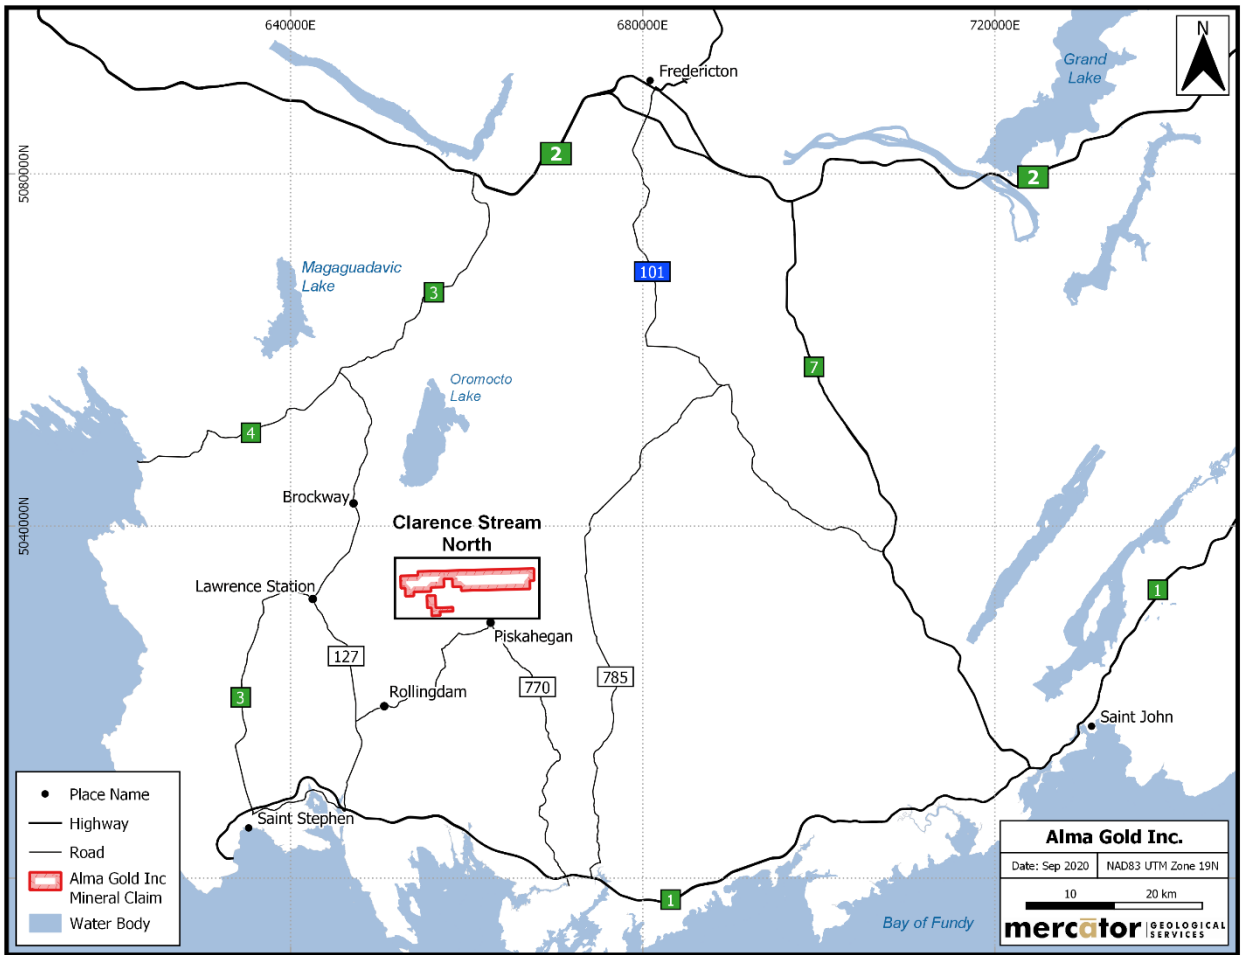 640000E
680000E
720000E
N
Grand
Lake
Fredericton
2
2
5080000N
Magaguadavic
Lake
101
3
7
Oromocto
Lake
4
Brockway
5040000N
Clarence Stream
North
Lawrence Station
1
Piskahegan
127
770
785
Rollingdam
3
Saint John
Saint Stephen
1
Bay of Fundy
Place Name
Highway
Road
Alma Gold Inc
Mineral Claim
Water Body
Alma Gold Inc.
Date: Sep 2020
NAD83 UTM Zone 19N
10
20 km
mercator
GEOLOGICAL
SERVICES